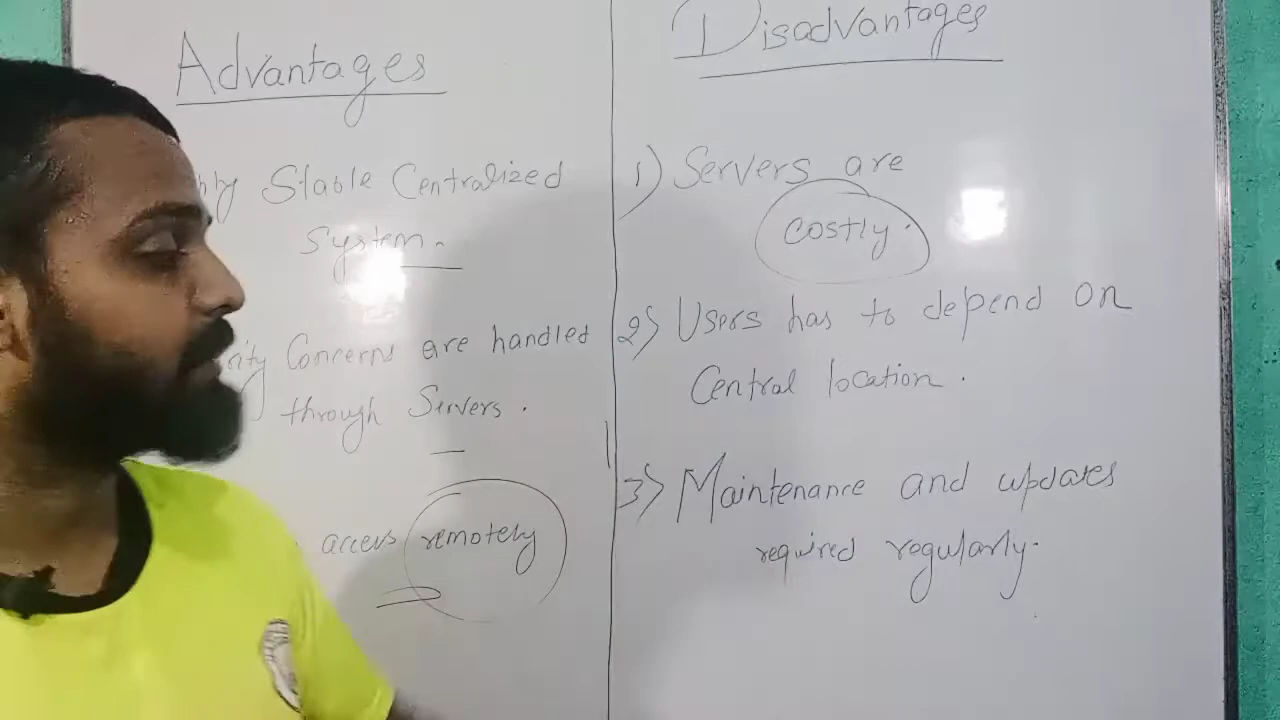 Advantages
Stable Centralized
System.
Concerns are handled
through Servers.
access remotely
Disadvantages
1) Servers are
costly.
2) Users has to depend on
Central location.
3) Maintenance and updates
required regularly.